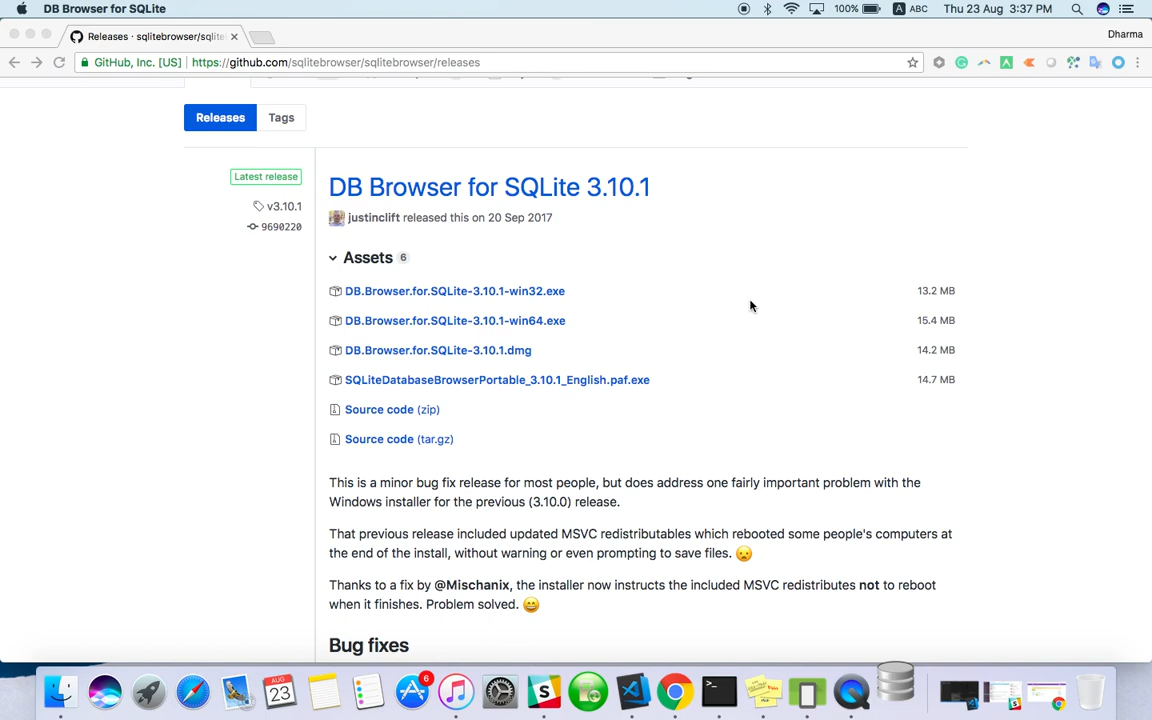 DB Browser for SQLite
100%
A
ABC
Thu 23 Aug 3:37 PM
Releases · sqlitebrowser/sqlite
Dharma
GitHub, Inc. [US]
https://github.com/sqlitebrowser/sqlitebrowser/releases
Releases
Tags
Latest release
v3.10.1
9690220
DB Browser for SQLite 3.10.1
justinclift released this on 20 Sep 2017
Assets 6
DB.Browser.for.SQLite-3.10.1-win32.exe 13.2 MB
DB.Browser.for.SQLite-3.10.1-win64.exe 15.4 MB
DB.Browser.for.SQLite-3.10.1.dmg 14.2 MB
SQLiteDatabaseBrowserPortable_3.10.1_English.paf.exe 14.7 MB
Source code (zip)
Source code (tar.gz)
This is a minor bug fix release for most people, but does address one fairly important problem with the
Windows installer for the previous (3.10.0) release.
That previous release included updated MSVC redistributables which rebooted some people's computers at
the end of the install, without warning or even prompting to save files. 😦
Thanks to a fix by @Mischanix, the installer now instructs the included MSVC redistributes not to reboot
when it finishes. Problem solved. 😄
Bug fixes
AUG
23
6